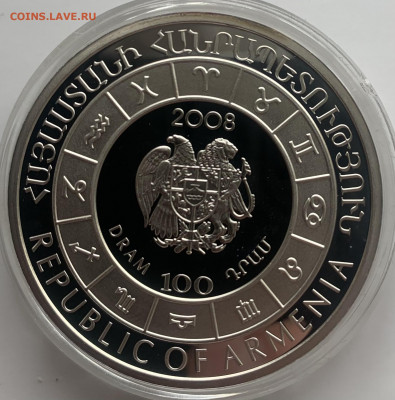 COINS.LAVE.RU
ՀԱՅԱՍՏԱՆԻ ՀԱՆՐԱՊԵՏՈՒԹՅՈՒՆ
2008
DRAM 100 ԴՐԱՄ
REPUBLIC OF ARMENIA